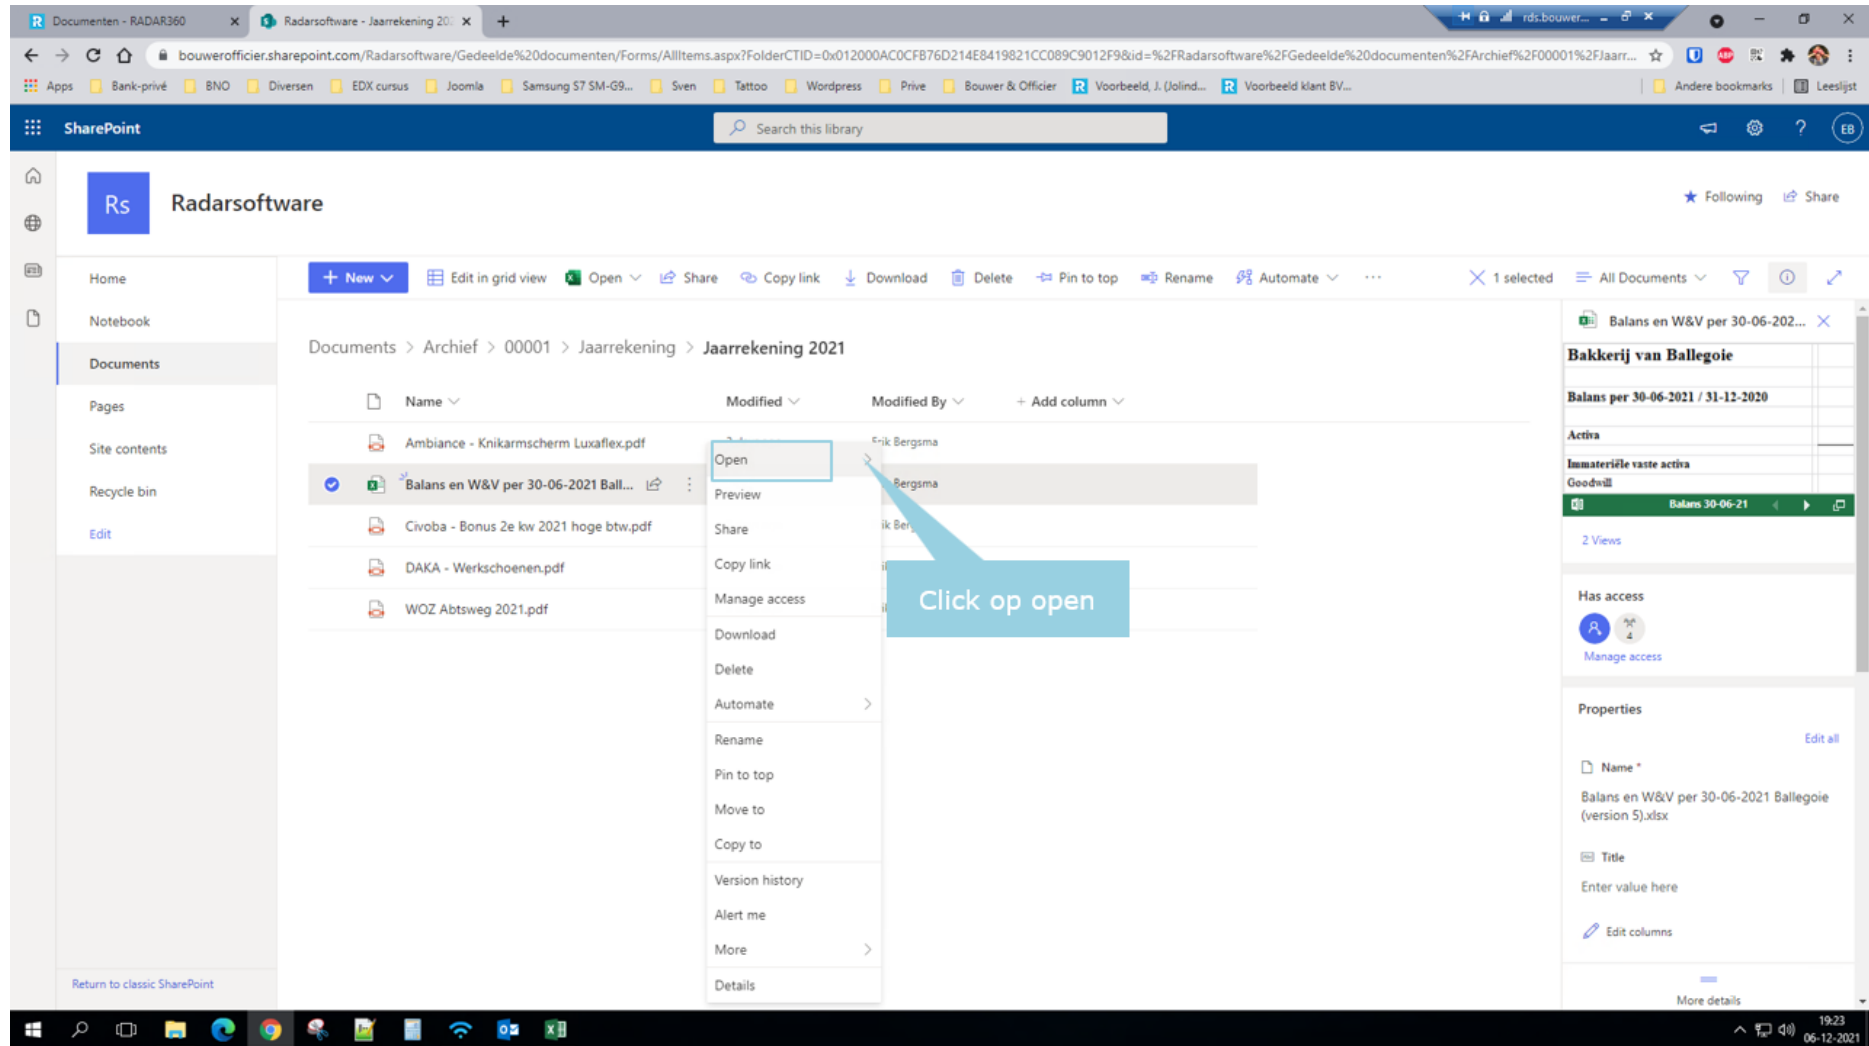 Documenten - RADAR360
Radarsoftware - Jaarrekening 202
rds.bouwer...
bouwerofficier.sharepoint.com/Radarsoftware/Gedeelde%20documenten/Forms/AllItems.aspx?FolderCTID=0x012000AC0CFB76D214E8419821CC089C9012F9&id=%2FRadarsoftware%2FGedeelde%20documenten%2FArchief%2F00001%2FJaarr...
Apps Bank-privé BNO Diversen EDX cursus Joomla Samsung S7 SM-G9... Sven Tattoo Wordpress Prive Bouwer & Officier Voorbeeld, J. (Jolind... Voorbeeld klant BV... Andere bookmarks Leeslijst
SharePoint
Search this library
? EB
Rs Radarsoftware
Following Share
Home
Notebook
Documents
Pages
Site contents
Recycle bin
Edit
Return to classic SharePoint
+ New Edit in grid view Open Share Copy link Download Delete Pin to top Rename Automate ... 1 selected All Documents
Documents > Archief > 00001 > Jaarrekening > Jaarrekening 2021
Name Modified Modified By + Add column
Ambiance - Knikarmscherm Luxaflex.pdf Erik Bergsma
Balans en W&V per 30-06-2021 Ball... Bergsma
Civoba - Bonus 2e kw 2021 hoge btw.pdf
DAKA - Werkschoenen.pdf
WOZ Abtsweg 2021.pdf
Open
Preview
Share
Copy link
Manage access
Download
Delete
Automate
Rename
Pin to top
Move to
Copy to
Version history
Alert me
More
Details
Click op open
Balans en W&V per 30-06-202...
Bakkerij van Ballegoie
Balans per 30-06-2021 / 31-12-2020
Activa
Immateriële vaste activa
Goodwill
Balans 30-06-21
2 Views
Has access
4
Manage access
Properties
Edit all
Name *
Balans en W&V per 30-06-2021 Ballegoie
(version 5).xlsx
Title
Enter value here
Edit columns
More details
19:23
06-12-2021